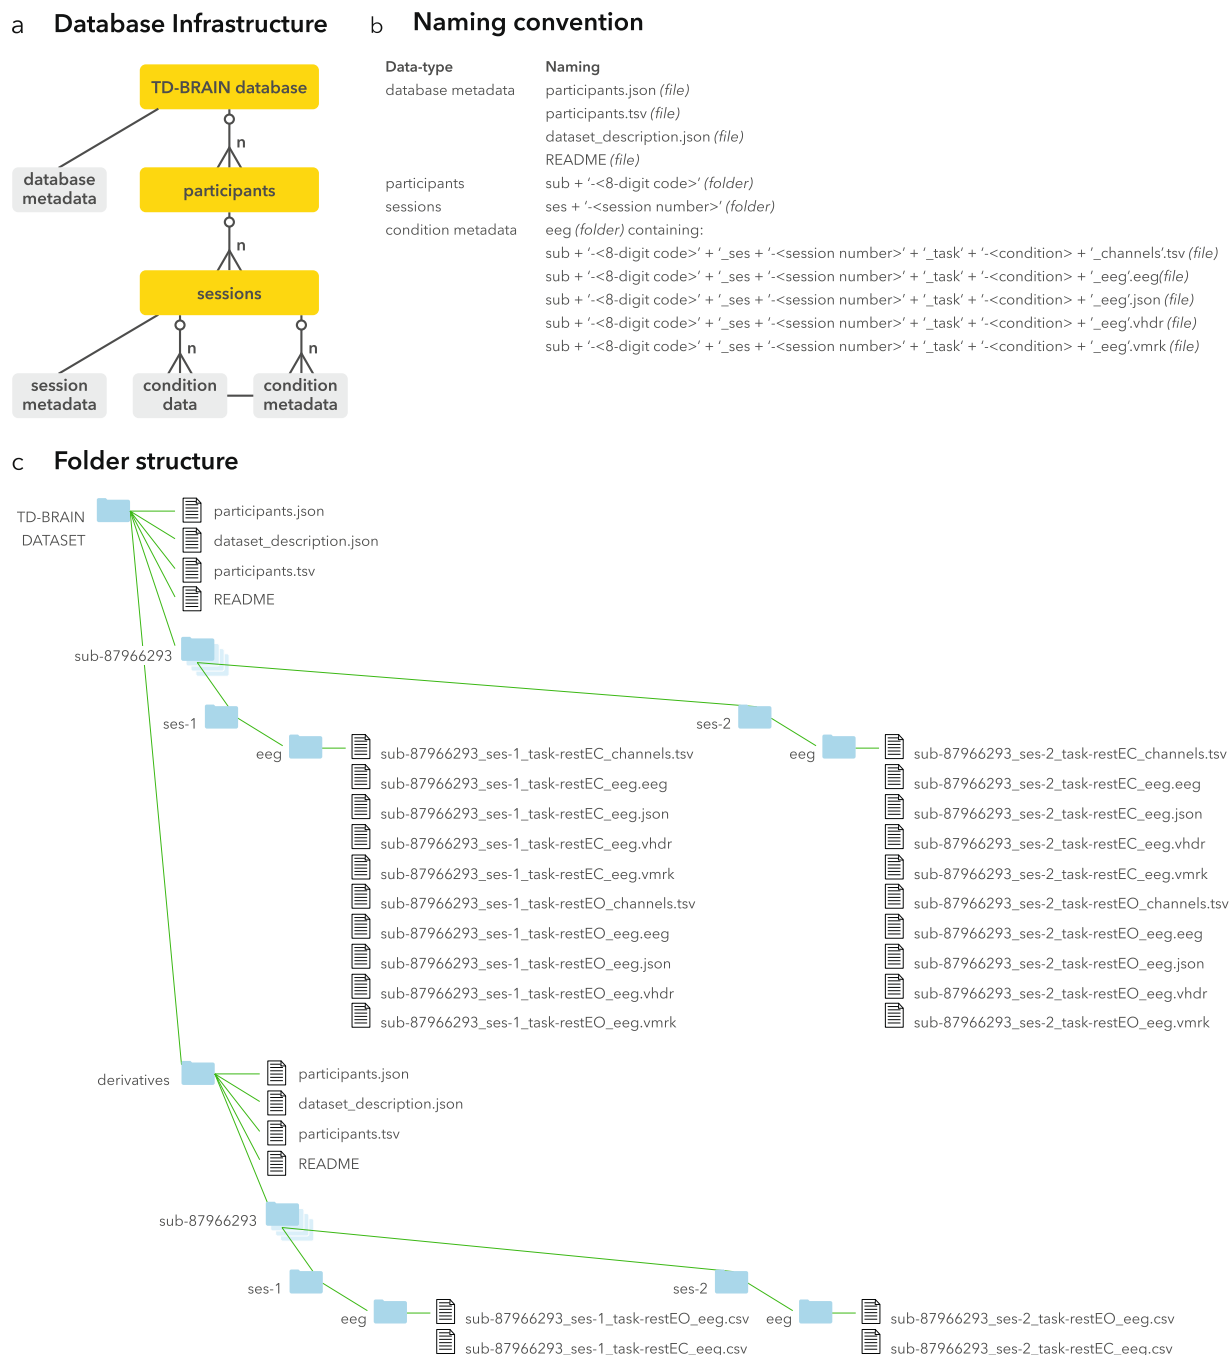 a Database Infrastructure
TD-BRAIN database
n
database
metadata
participants
n
sessions
n
n
session
metadata
condition
data
condition
metadata
b Naming convention
Data-type Naming
database metadata participants.json (file)
participants.tsv (file)
dataset_description.json (file)
README (file)
participants sub + ‘-<8-digit code>’ (folder)
sessions ses + ‘-<session number>’ (folder)
condition metadata eeg (folder) containing:
sub + ‘-<8-digit code>‘ + ‘_ses + ‘-<session number>‘ + ‘_task‘ + ‘-<condition> + ‘_channels‘.tsv (file)
sub + ‘-<8-digit code>‘ + ‘_ses + ‘-<session number>‘ + ‘_task‘ + ‘-<condition> + ‘_eeg‘.eeg(file)
sub + ‘-<8-digit code>‘ + ‘_ses + ‘-<session number>‘ + ‘_task‘ + ‘-<condition> + ‘_eeg‘.json (file)
sub + ‘-<8-digit code>‘ + ‘_ses + ‘-<session number>‘ + ‘_task‘ + ‘-<condition> + ‘_eeg‘.vhdr (file)
sub + ‘-<8-digit code>‘ + ‘_ses + ‘-<session number>‘ + ‘_task‘ + ‘-<condition> + ‘_eeg‘.vmrk (file)
c Folder structure
TD-BRAIN
DATASET
participants.json
dataset_description.json
participants.tsv
README
sub-87966293
ses-1
eeg
sub-87966293_ses-1_task-restEC_channels.tsv
sub-87966293_ses-1_task-restEC_eeg.eeg
sub-87966293_ses-1_task-restEC_eeg.json
sub-87966293_ses-1_task-restEC_eeg.vhdr
sub-87966293_ses-1_task-restEC_eeg.vmrk
sub-87966293_ses-1_task-restEO_channels.tsv
sub-87966293_ses-1_task-restEO_eeg.eeg
sub-87966293_ses-1_task-restEO_eeg.json
sub-87966293_ses-1_task-restEO_eeg.vhdr
sub-87966293_ses-1_task-restEO_eeg.vmrk
ses-2
eeg
sub-87966293_ses-2_task-restEC_channels.tsv
sub-87966293_ses-2_task-restEC_eeg.eeg
sub-87966293_ses-2_task-restEC_eeg.json
sub-87966293_ses-2_task-restEC_eeg.vhdr
sub-87966293_ses-2_task-restEC_eeg.vmrk
sub-87966293_ses-2_task-restEO_channels.tsv
sub-87966293_ses-2_task-restEO_eeg.eeg
sub-87966293_ses-2_task-restEO_eeg.json
sub-87966293_ses-2_task-restEO_eeg.vhdr
sub-87966293_ses-2_task-restEO_eeg.vmrk
derivatives
participants.json
dataset_description.json
participants.tsv
README
sub-87966293
ses-1
eeg
sub-87966293_ses-1_task-restEO_eeg.csv
sub-87966293_ses-1_task-restEC_eeg.csv
ses-2
eeg
sub-87966293_ses-2_task-restEO_eeg.csv
sub-87966293_ses-2_task-restEC_eeg.csv